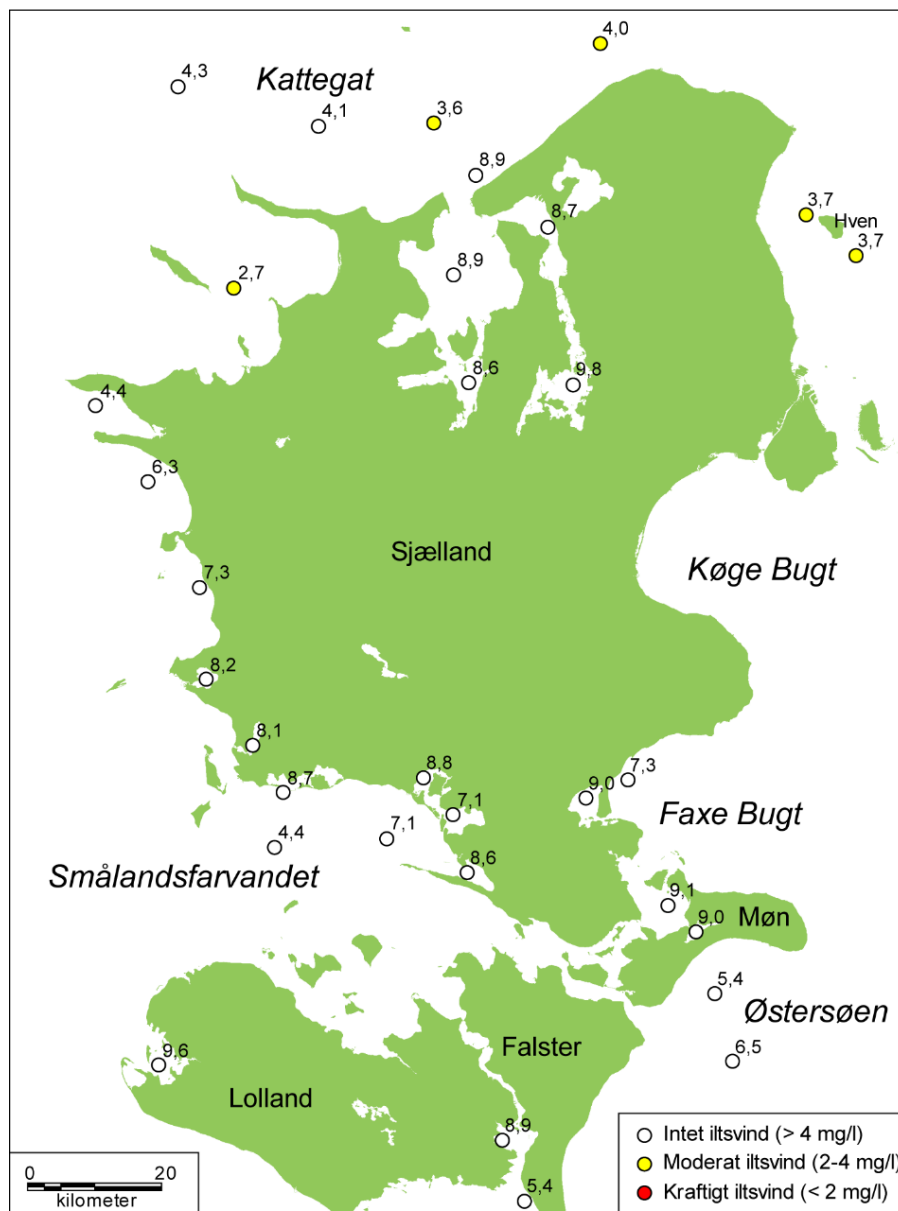 4,0
4,3
Kattegat
4,1
3,6
8,9
8,7
3,7
Hven
3,7
8,9
2,7
8,6
9,8
4,4
6,3
Sjælland
Køge Bugt
7,3
8,2
8,1
8,8
7,3
8,7
9,0
7,1
Faxe Bugt
7,1
4,4
8,6
Smålandsfarvandet
9,1
Møn
9,0
5,4
Østersøen
Falster
6,5
9,6
Lolland
8,9
5,4
0 20
kilometer
Intet iltsvind (> 4 mg/l)
Moderat iltsvind (2-4 mg/l)
Kraftigt iltsvind (< 2 mg/l)